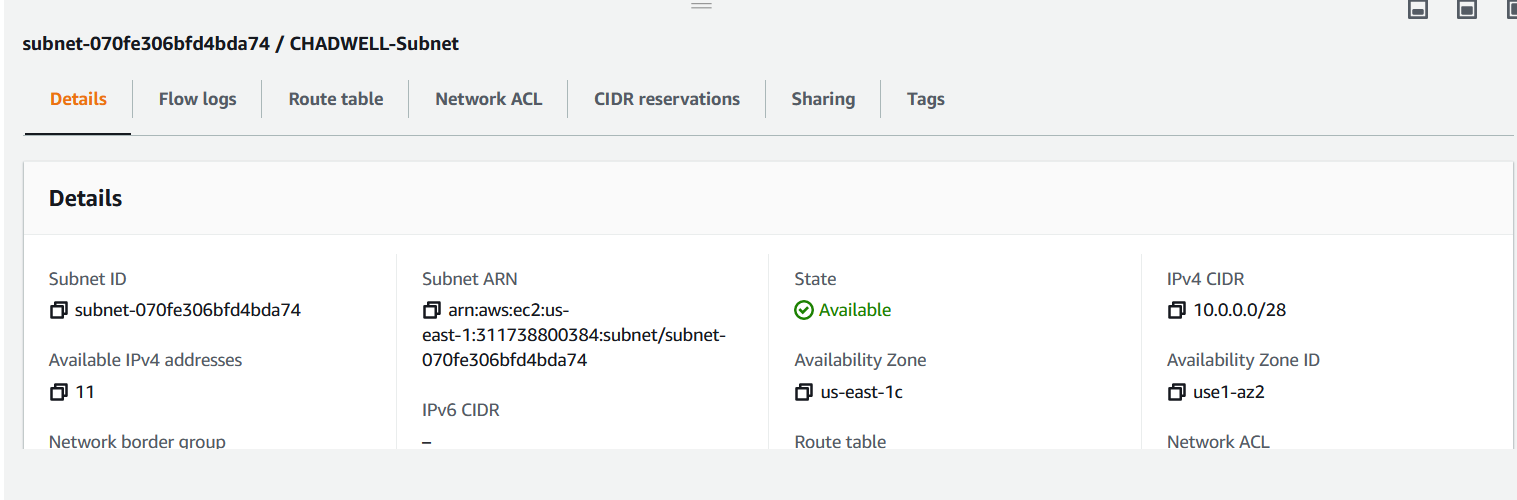 subnet-070fe306bfd4bda74 / CHADWELL-Subnet
Details
Flow logs
Route table
Network ACL
CIDR reservations
Sharing
Tags
Details
Subnet ID
subnet-070fe306bfd4bda74
Available IPv4 addresses
11
Network border group
Subnet ARN
arn:aws:ec2:us-
east-1:311738800384:subnet/subnet-
070fe306bfd4bda74
IPv6 CIDR
–
State
Available
Availability Zone
us-east-1c
Route table
IPv4 CIDR
10.0.0.0/28
Availability Zone ID
use1-az2
Network ACL